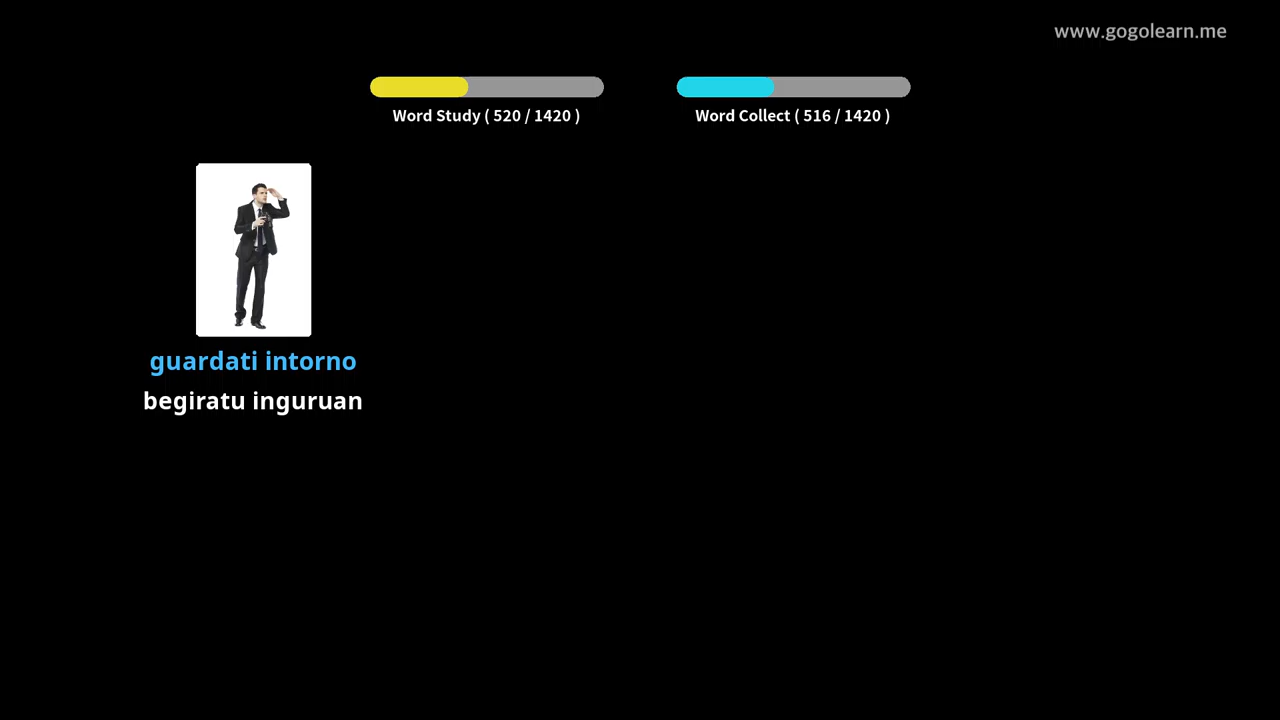 www.gogolearn.me
Word Study ( 520 / 1420 )
Word Collect ( 516 / 1420 )
guardati intorno
begiratu inguruan